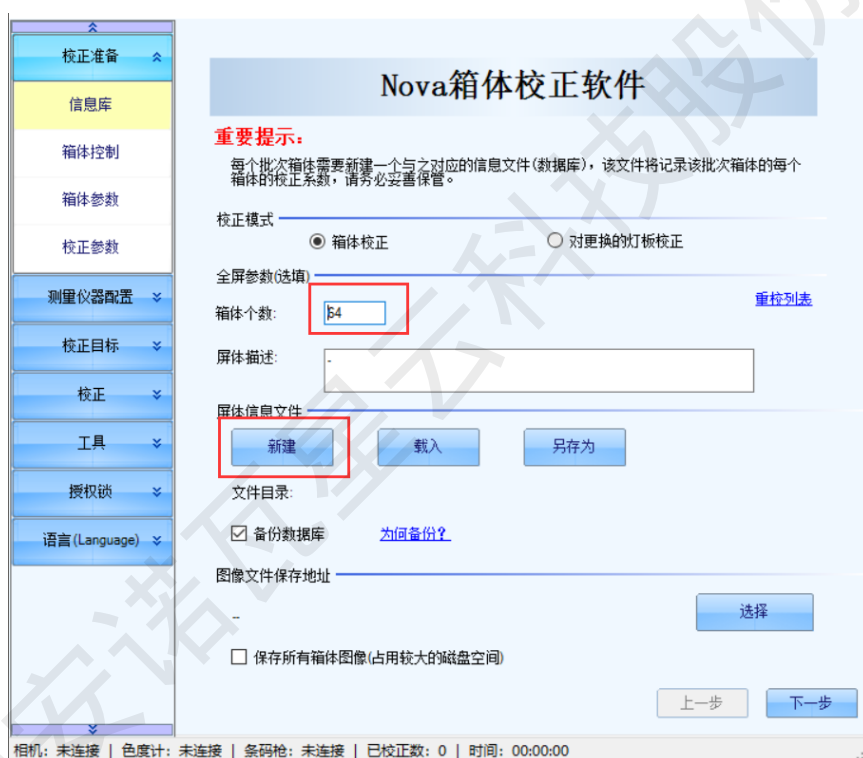 校正准备
信息库
箱体控制
箱体参数
校正参数
测量仪器配置
校正目标
校正
工具
授权锁
语言(Language)
Nova箱体校正软件
重要提示：
每个批次箱体需要新建一个与之对应的信息文件(数据库)，该文件将记录该批次箱体的每个
箱体的校正系数，请务必妥善保管。
校正模式
箱体校正 对更换的灯板校正
全屏参数(选填)
箱体个数: 64 重校列表
屏体描述: -
屏体信息文件
新建 载入 另存为
文件目录:
备份数据库 为何备份?
图像文件保存地址
-- 选择
保存所有箱体图像(占用较大的磁盘空间)
上一步 下一步
相机: 未连接 | 色度计: 未连接 | 条码枪: 未连接 | 已校正数: 0 | 时间: 00:00:00
安诺瓦星云科技股份